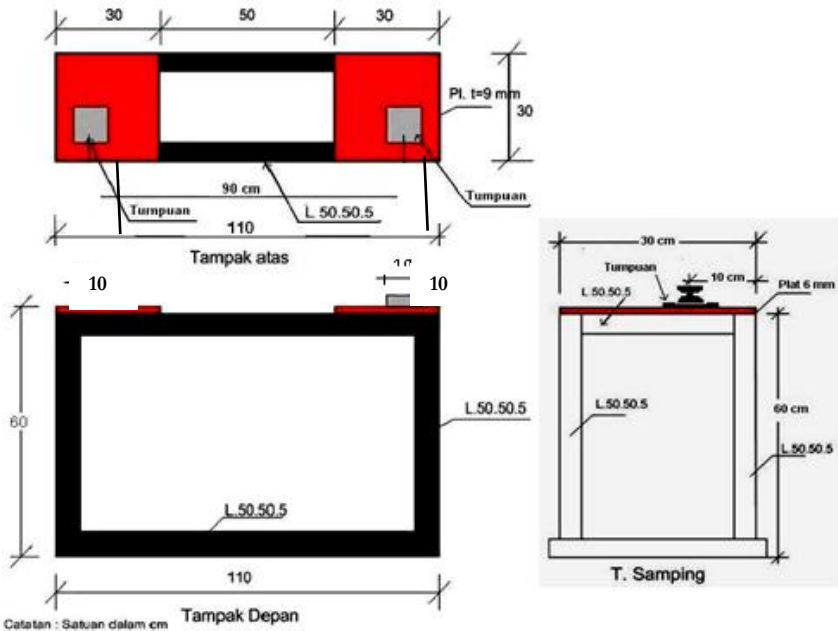 30 50 30
Pl. t=9 mm
30
90 cm
Tumpuan
L 50.50.5
Tumpuan
110
Tampak atas
- 10
10
60
L.50.50.5
L.50.50.5
110
Tampak Depan
Catatan : Satuan dalam cm
30 cm
Tumpuan
10 cm
L 50.50.5
Plat 6 mm
L.50.50.5
60 cm
L.50.50.5
T. Samping